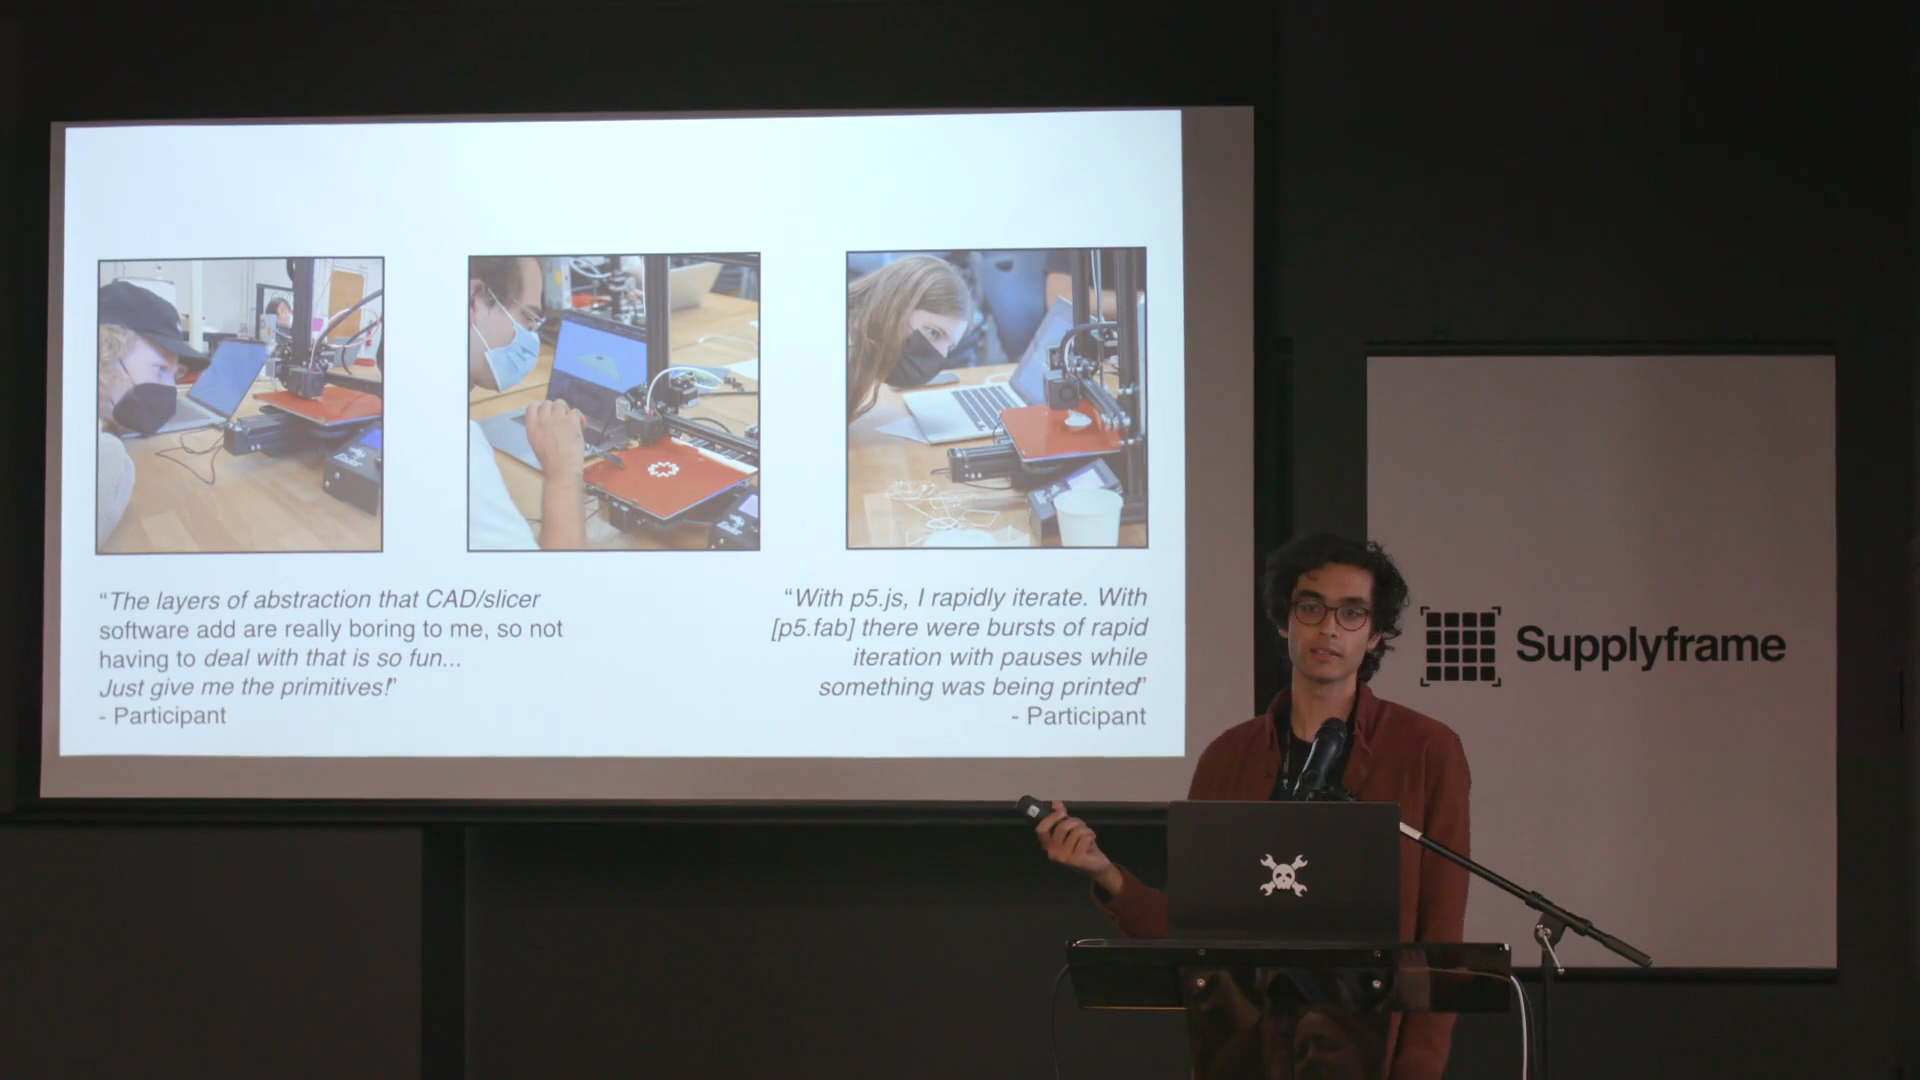 “The layers of abstraction that CAD/slicer
software add are really boring to me, so not
having to deal with that is so fun...
Just give me the primitives!”
- Participant
“With p5.js, I rapidly iterate. With
[p5.fab] there were bursts of rapid
iteration with pauses while
something was being printed”
- Participant
Supplyframe